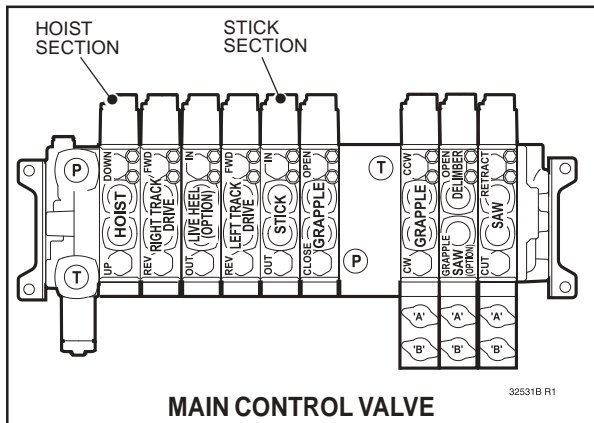 HOIST
SECTION
STICK
SECTION
P
T
DOWN
HOIST
UP
FWD
RIGHT TRACK
DRIVE
REV
IN
LIVE HEEL
(OPTION)
OUT
FWD
LEFT TRACK
DRIVE
REV
IN
STICK
OUT
OPEN
GRAPPLE
CLOSE
T
P
CCW
GRAPPLE
CW
OPEN
DELIMBER
GRAPPLE
SAW
(OPTION)
RETRACT
SAW
CUT
'A' 'A' 'A'
'B' 'B' 'B'
32531B R1
MAIN CONTROL VALVE